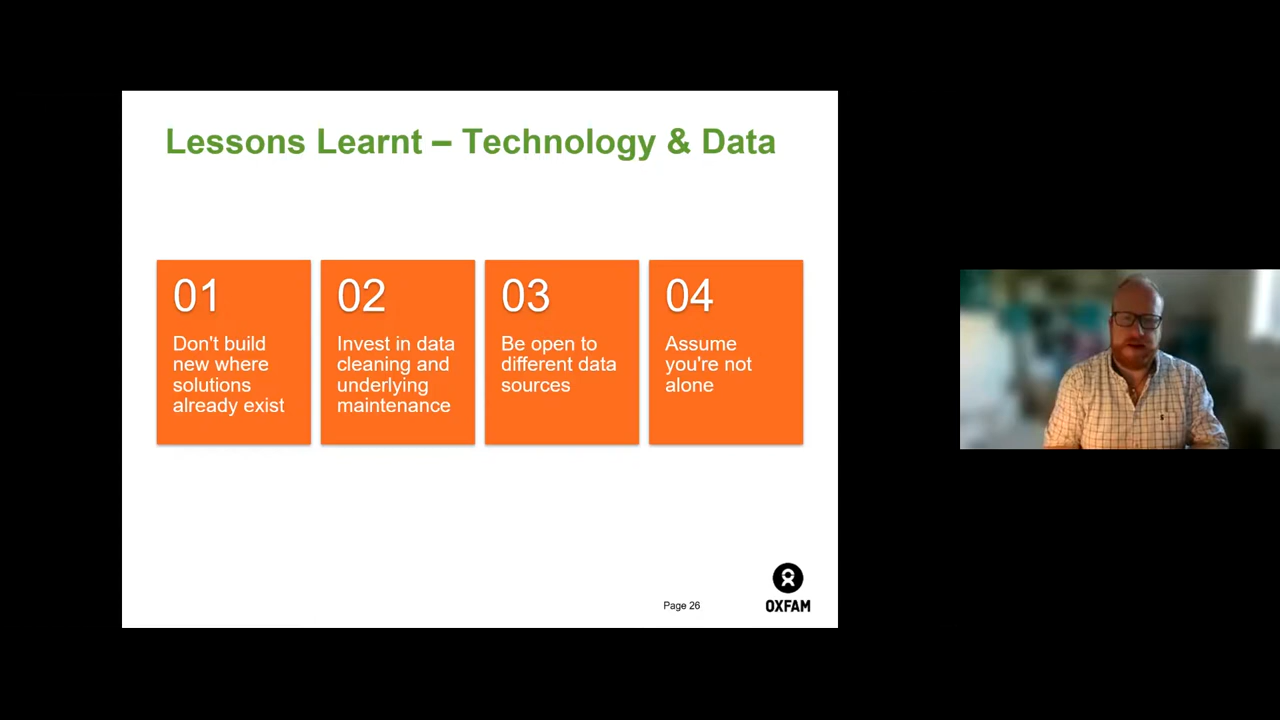 Lessons Learnt – Technology & Data
01
Don't build
new where
solutions
already exist
02
Invest in data
cleaning and
underlying
maintenance
03
Be open to
different data
sources
04
Assume
you're not
alone
Page 26
OXFAM